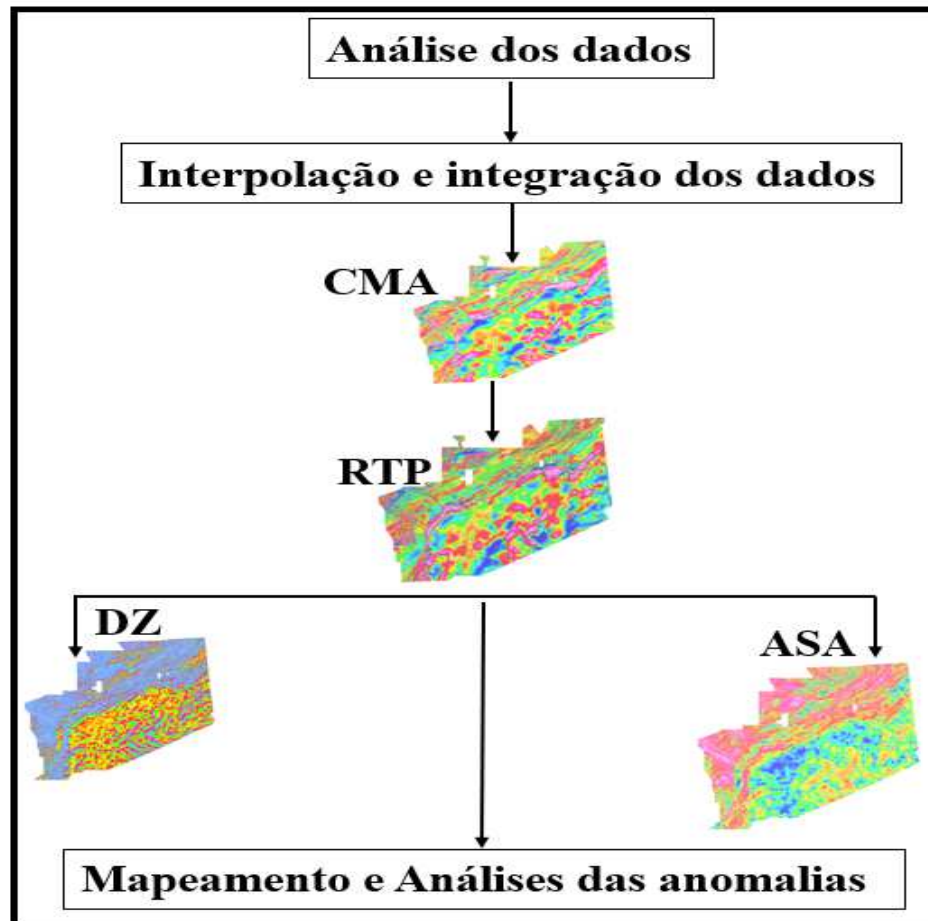 Análise dos dados
Interpolação e integração dos dados
CMA
RTP
DZ
ASA
Mapeamento e Análises das anomalias